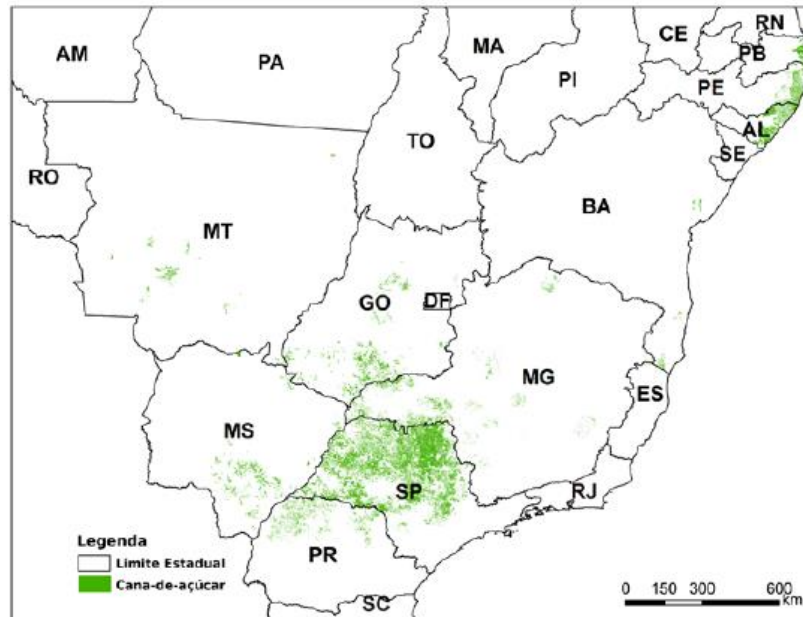 RN
CE
MA
AM
PA
PB
PI
PE
TO
AL
SE
RO
BA
MT
GO
DF
MG
ES
MS
SP
RJ
Legenda
Limite Estadual
PR
Cana-de-açúcar
SC
0 150 300 600
km